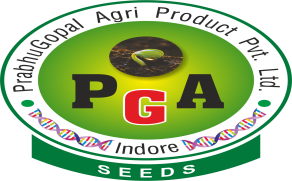 PrabhuGopal Agri Product Pvt. Ltd.
PGA
Indore
SEEDS